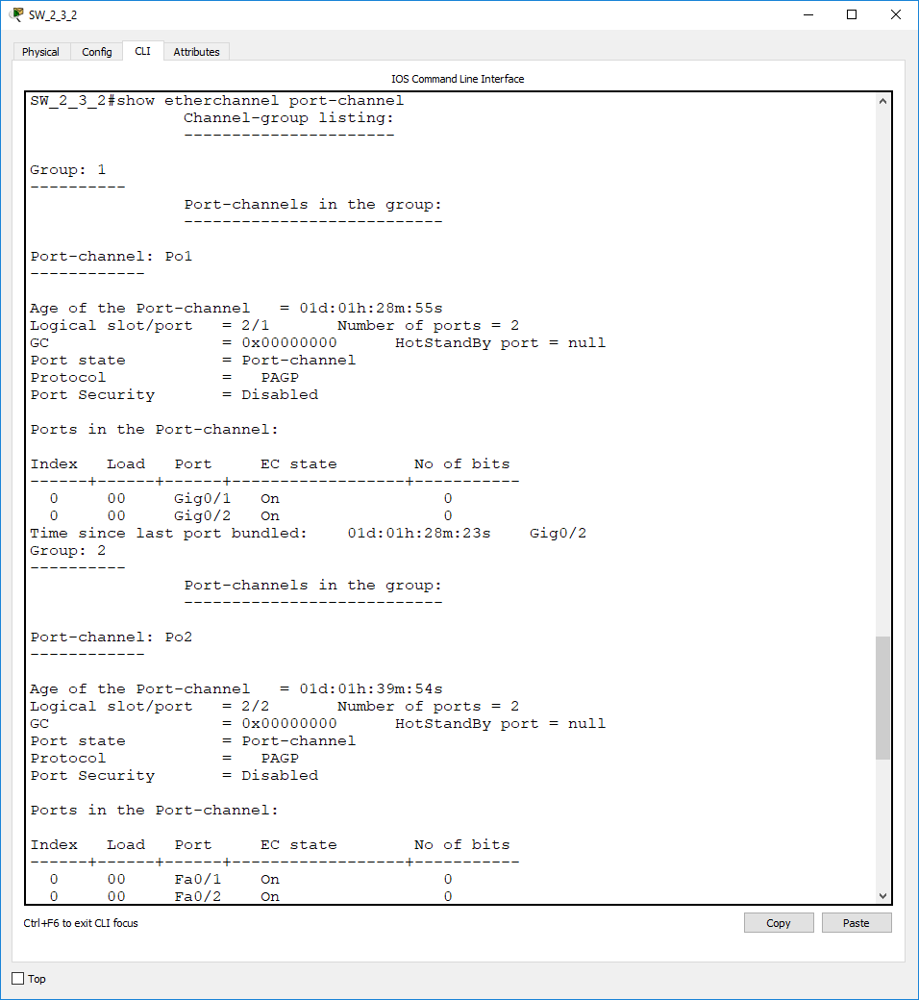 SW_2_3_2
Physical Config CLI Attributes
IOS Command Line Interface
SW_2_3_2#show etherchannel port-channel
                Channel-group listing:
                ----------------------

Group: 1
----------
                Port-channels in the group:
                ---------------------------

Port-channel: Po1
------------

Age of the Port-channel   = 01d:01h:28m:55s
Logical slot/port   = 2/1       Number of ports = 2
GC                  = 0x00000000      HotStandBy port = null
Port state          = Port-channel
Protocol            =   PAGP
Port Security       = Disabled

Ports in the Port-channel:

Index   Load   Port     EC state        No of bits
------+------+------+------------------+-----------
  0     00     Gig0/1   On                 0
  0     00     Gig0/2   On                 0
Time since last port bundled:    01d:01h:28m:23s    Gig0/2
Group: 2
----------
                Port-channels in the group:
                ---------------------------

Port-channel: Po2
------------

Age of the Port-channel   = 01d:01h:39m:54s
Logical slot/port   = 2/2       Number of ports = 2
GC                  = 0x00000000      HotStandBy port = null
Port state          = Port-channel
Protocol            =   PAGP
Port Security       = Disabled

Ports in the Port-channel:

Index   Load   Port     EC state        No of bits
------+------+------+------------------+-----------
  0     00     Fa0/1    On                 0
  0     00     Fa0/2    On                 0
Ctrl+F6 to exit CLI focus
Copy Paste
Top